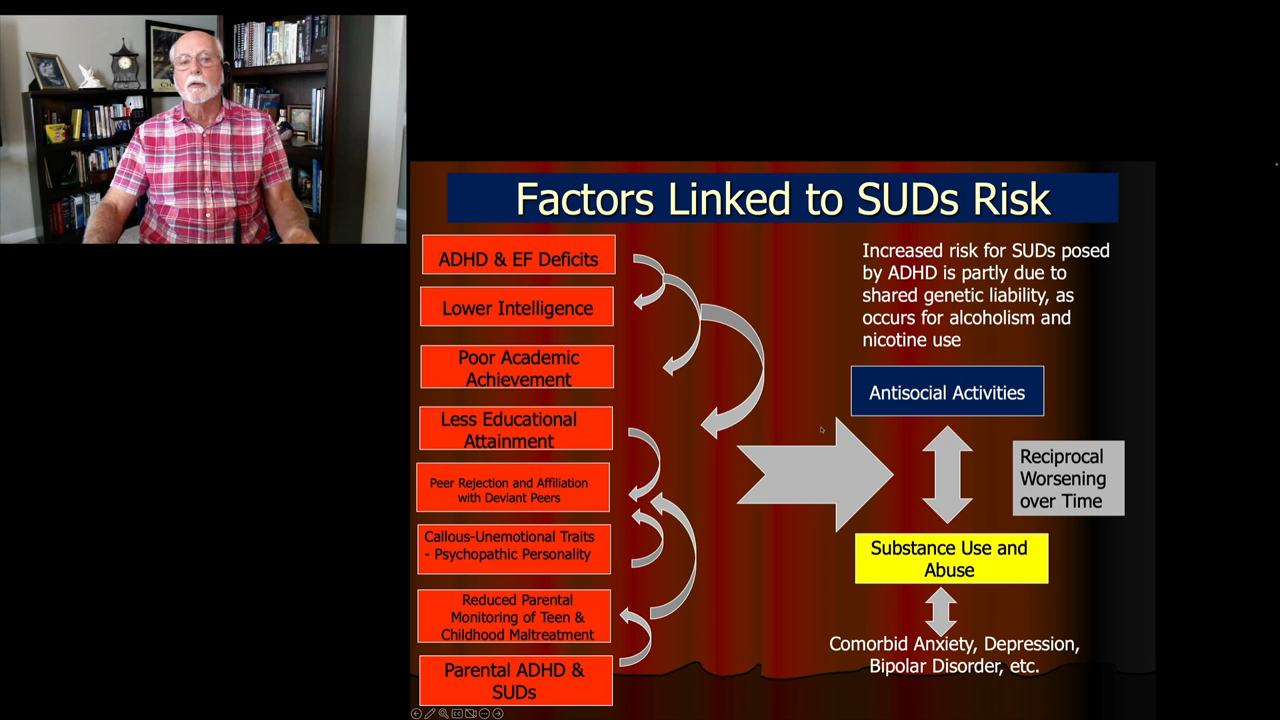 Factors Linked to SUDs Risk
ADHD & EF Deficits
Lower Intelligence
Poor Academic
Achievement
Less Educational
Attainment
Peer Rejection and Affiliation
with Deviant Peers
Callous-Unemotional Traits
- Psychopathic Personality
Reduced Parental
Monitoring of Teen &
Childhood Maltreatment
Parental ADHD &
SUDs
Increased risk for SUDs posed
by ADHD is partly due to
shared genetic liability, as
occurs for alcoholism and
nicotine use
Antisocial Activities
Reciprocal
Worsening
over Time
Substance Use and
Abuse
Comorbid Anxiety, Depression,
Bipolar Disorder, etc.